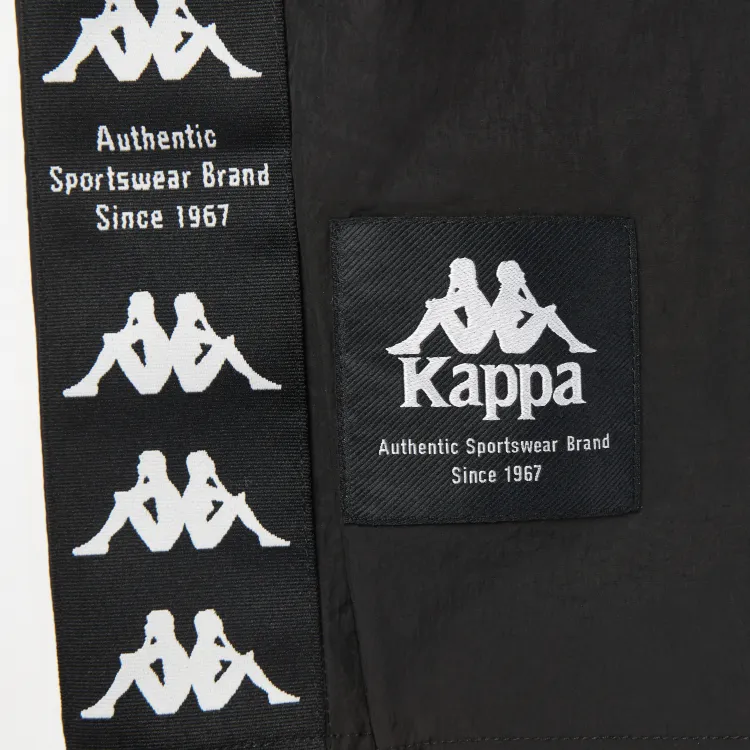 Authentic
Sportswear Brand
Since 1967
Kappa
Authentic Sportswear Brand
Since 1967